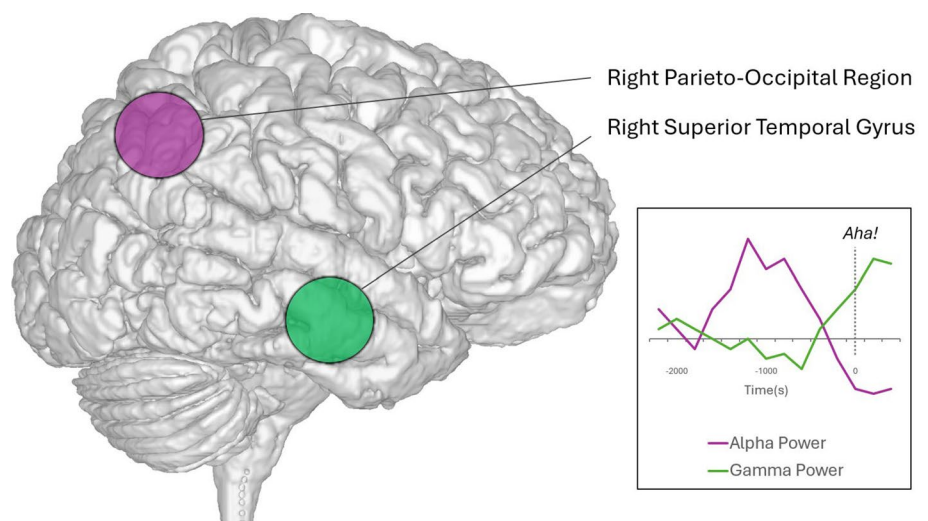 Right Parieto-Occipital Region
Right Superior Temporal Gyrus
Aha!
-2000 -1000 0
Time(s)
Alpha Power
Gamma Power